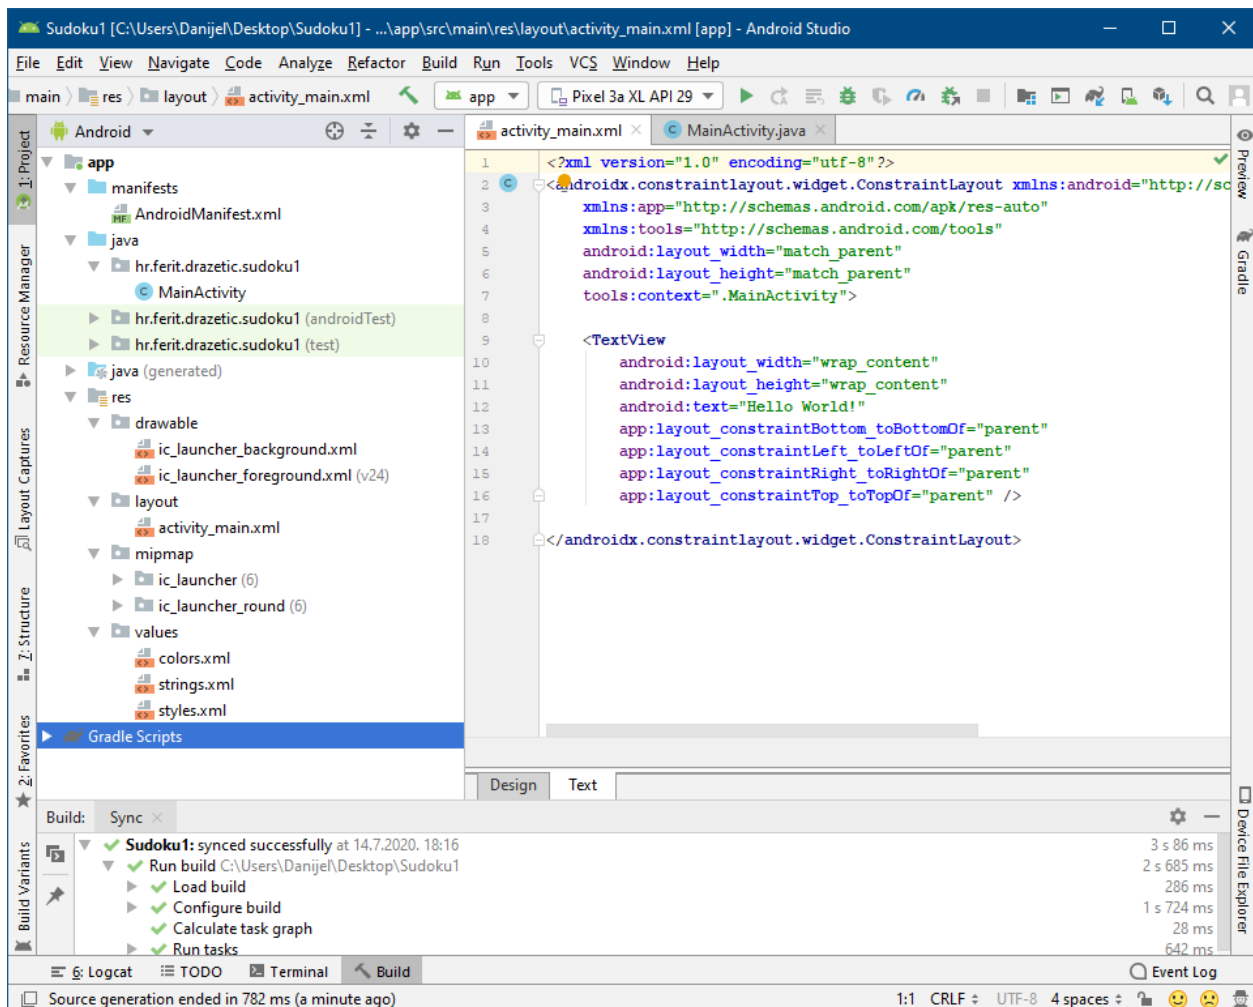 Sudoku1 [C:\Users\Danijel\Desktop\Sudoku1] - ...\app\src\main\res\layout\activity_main.xml [app] - Android Studio
File Edit View Navigate Code Analyze Refactor Build Run Tools VCS Window Help
main res layout activity_main.xml app Pixel 3a XL API 29
1: Project
Resource Manager
Layout Captures
7: Structure
2: Favorites
Build Variants
Android
app
manifests
MF AndroidManifest.xml
java
hr.ferit.drazetic.sudoku1
C MainActivity
hr.ferit.drazetic.sudoku1 (androidTest)
hr.ferit.drazetic.sudoku1 (test)
java (generated)
res
drawable
ic_launcher_background.xml
ic_launcher_foreground.xml (v24)
layout
activity_main.xml
mipmap
ic_launcher (6)
ic_launcher_round (6)
values
colors.xml
strings.xml
styles.xml
Gradle Scripts
activity_main.xml C MainActivity.java
1 <?xml version="1.0" encoding="utf-8"?>
2 C <androidx.constraintlayout.widget.ConstraintLayout xmlns:android="http://sc
3 xmlns:app="http://schemas.android.com/apk/res-auto"
4 xmlns:tools="http://schemas.android.com/tools"
5 android:layout_width="match_parent"
6 android:layout_height="match_parent"
7 tools:context=".MainActivity">
8
9 <TextView
10 android:layout_width="wrap_content"
11 android:layout_height="wrap_content"
12 android:text="Hello World!"
13 app:layout_constraintBottom_toBottomOf="parent"
14 app:layout_constraintLeft_toLeftOf="parent"
15 app:layout_constraintRight_toRightOf="parent"
16 app:layout_constraintTop_toTopOf="parent" />
17
18 </androidx.constraintlayout.widget.ConstraintLayout>
Design Text
Preview
Gradle
Device File Explorer
Build: Sync
Sudoku1: synced successfully at 14.7.2020. 18:16 3 s 86 ms
Run build C:\Users\Danijel\Desktop\Sudoku1 2 s 685 ms
Load build 286 ms
Configure build 1 s 724 ms
Calculate task graph 28 ms
Run tasks 642 ms
6: Logcat TODO Terminal Build Event Log
Source generation ended in 782 ms (a minute ago) 1:1 CRLF UTF-8 4 spaces